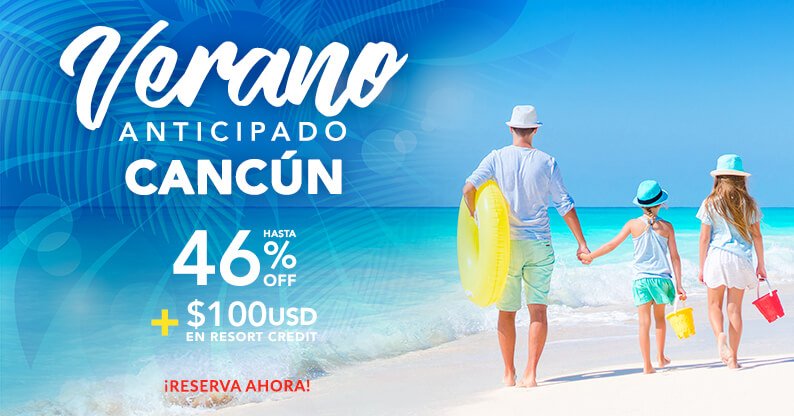 Verano
ANTICIPADO
CANCÚN
HASTA
46% OFF
+ $100USD
EN RESORT CREDIT
¡RESERVA AHORA!